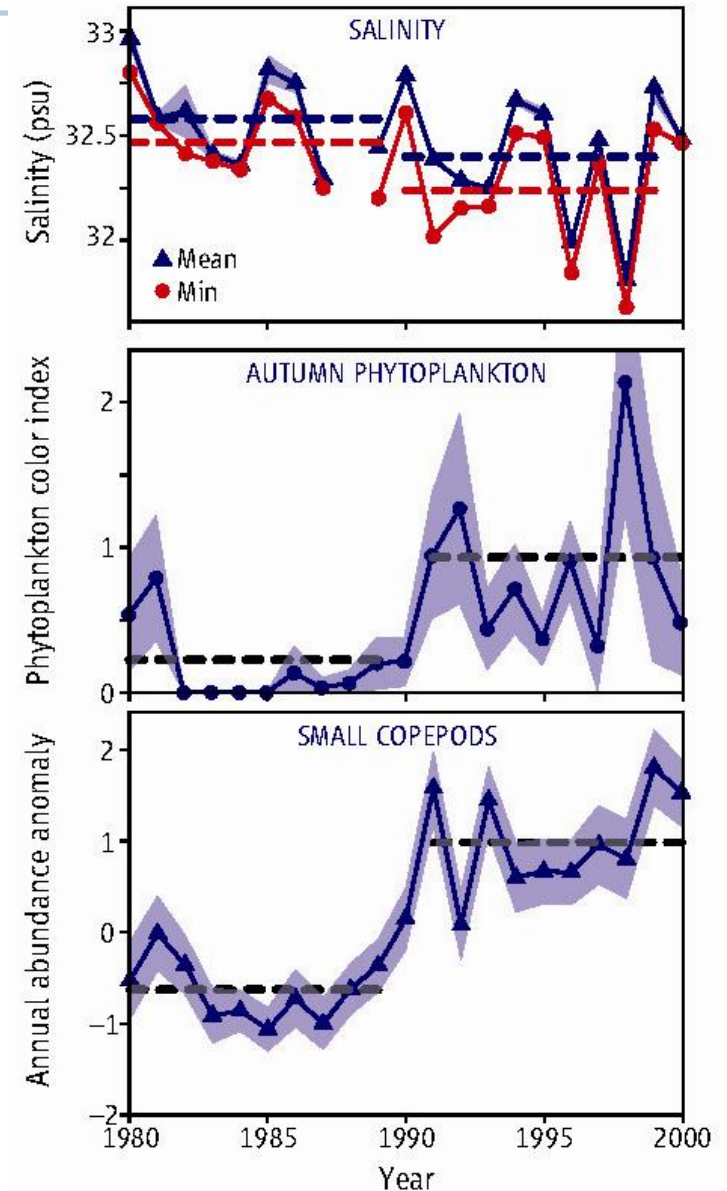 SALINITY
Salinity (psu)
33
32.5
32
Mean
Min
AUTUMN PHYTOPLANKTON
Phytoplankton color index
2
1
0
SMALL COPEPODS
Annual abundance anomaly
2
1
0
−1
−2
1980 1985 1990 1995 2000
Year